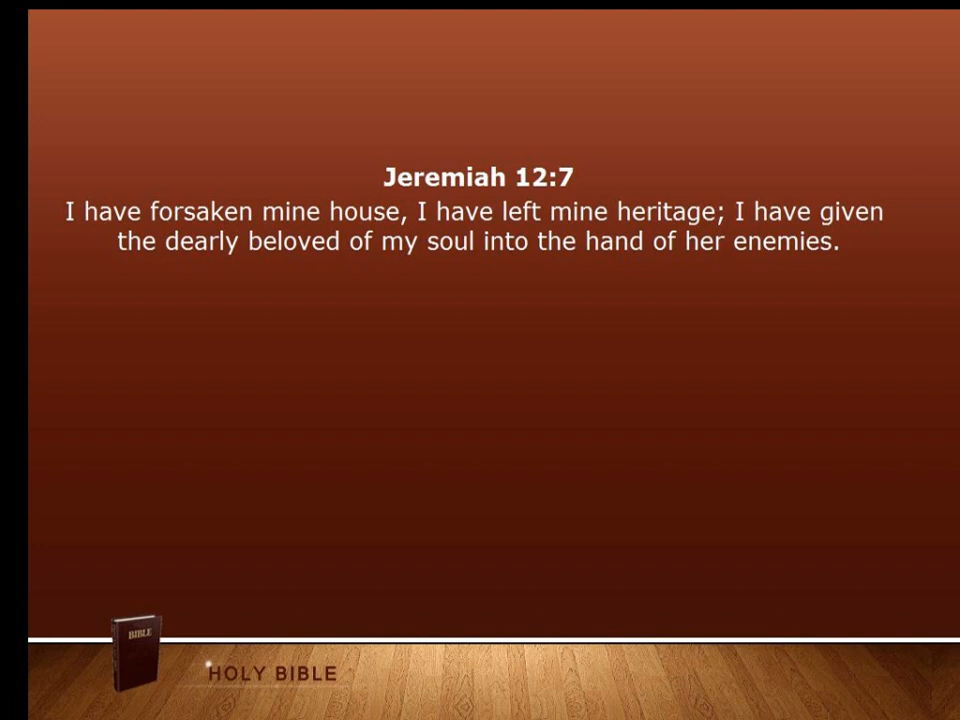 Jeremiah 12:7
I have forsaken mine house, I have left mine heritage; I have given
the dearly beloved of my soul into the hand of her enemies.
BIBLE
HOLY BIBLE